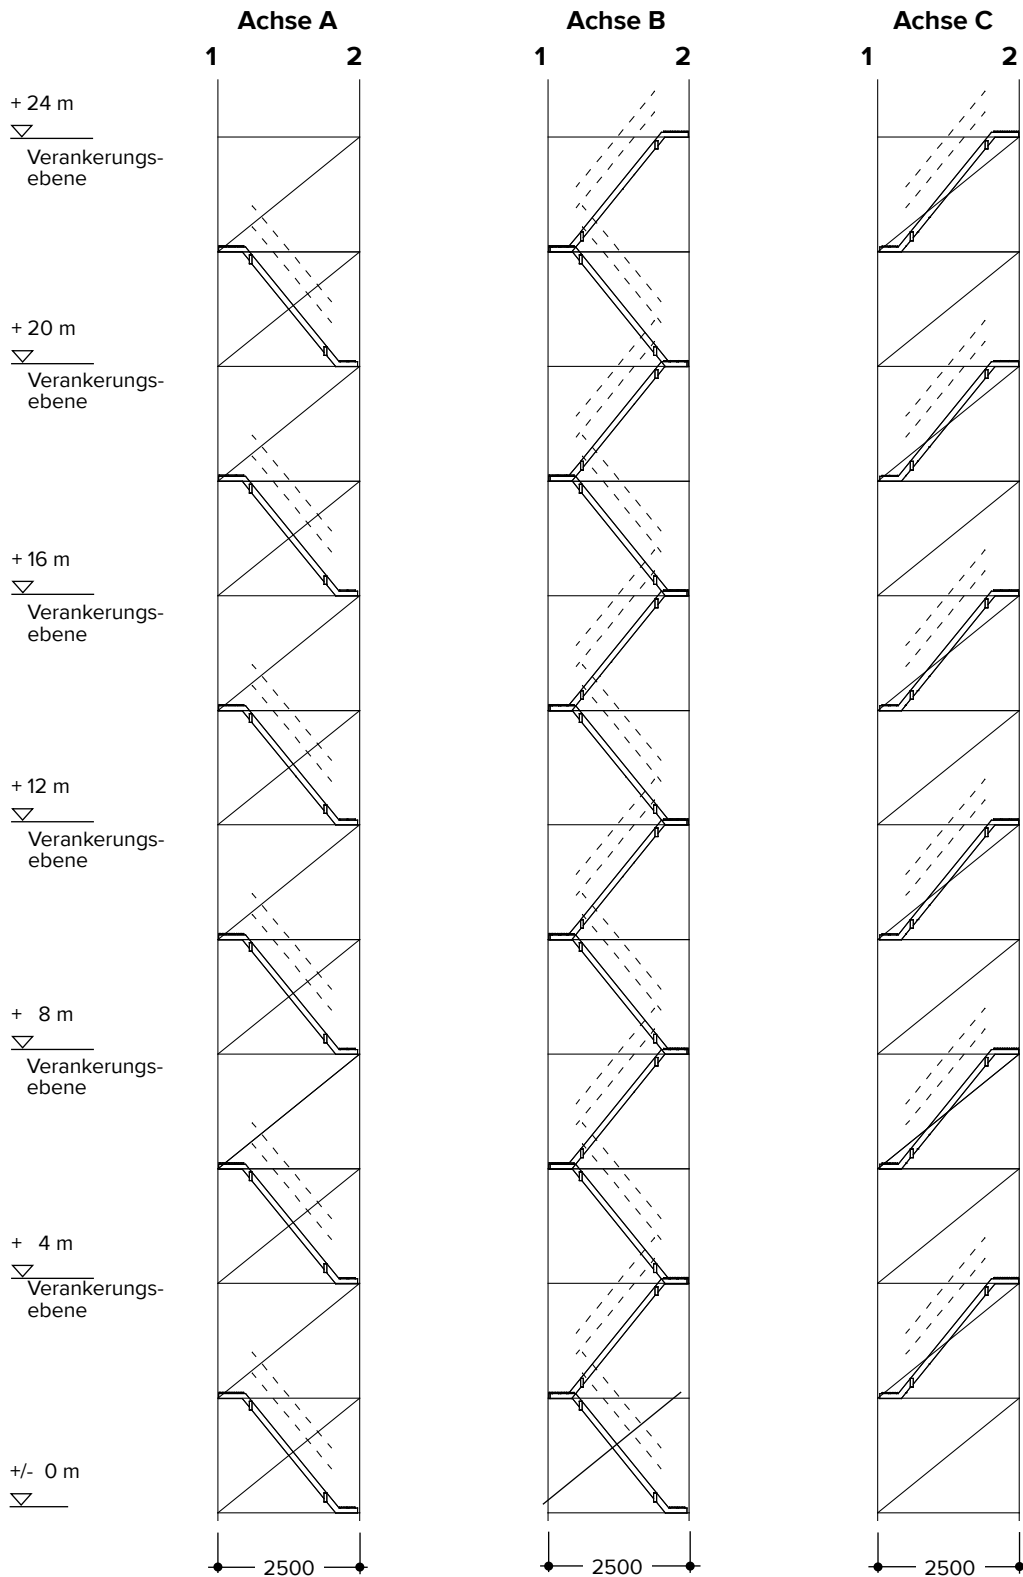 Achse A
Achse B
Achse C
1 2
1 2
1 2
+ 24 m
Verankerungs-
ebene
+ 20 m
Verankerungs-
ebene
+ 16 m
Verankerungs-
ebene
+ 12 m
Verankerungs-
ebene
+ 8 m
Verankerungs-
ebene
+ 4 m
Verankerungs-
ebene
+/- 0 m
2500
2500
2500